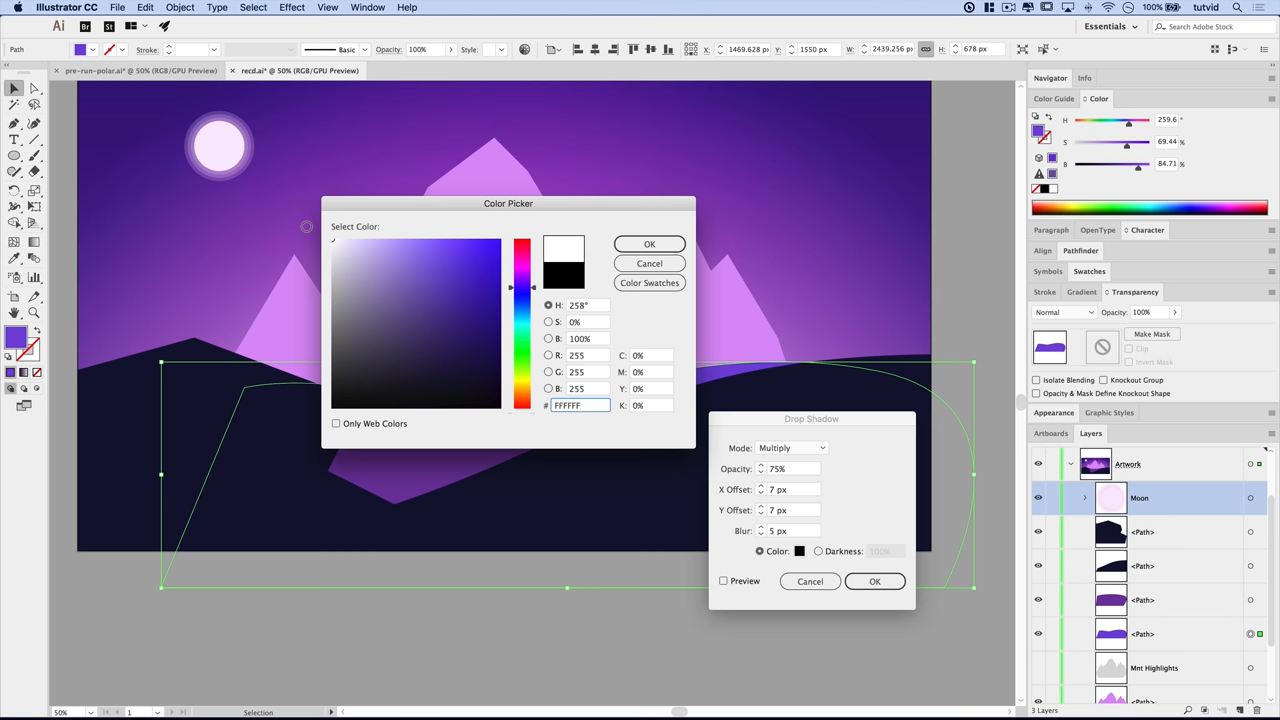 Illustrator CC File Edit Object Type Select Effect View Window Help 100% tutvid
Ai Br St Essentials Search Adobe Stock
Path Stroke: Basic Opacity: 100% Style: X: 1469.628 px Y: 1550 px W: 2439.256 px H: 678 px
× pre-run-polar.ai* @ 50% (RGB/GPU Preview) × recd.ai* @ 50% (RGB/GPU Preview)
Navigator Info
Color Guide Color
H 259.6 °
S 69.44 %
B 84.71 %
Paragraph OpenType Character
Align Pathfinder
Symbols Swatches
Stroke Gradient Transparency
Normal Opacity: 100%
Make Mask
Clip
Invert Mask
Isolate Blending Knockout Group
Opacity & Mask Define Knockout Shape
Appearance Graphic Styles
Artboards Layers
Artwork
Moon
<Path>
<Path>
<Path>
<Path>
Mnt Highlights
<Path>
3 Layers
Color Picker
Select Color:
OK
Cancel
Color Swatches
H: 258°
S: 0%
B: 100%
R: 255 C: 0%
G: 255 M: 0%
B: 255 Y: 0%
# FFFFFF K: 0%
Only Web Colors
Drop Shadow
Mode: Multiply
Opacity: 75%
X Offset: 7 px
Y Offset: 7 px
Blur: 5 px
Color: Darkness: 100%
Preview Cancel OK
50% 1 Selection